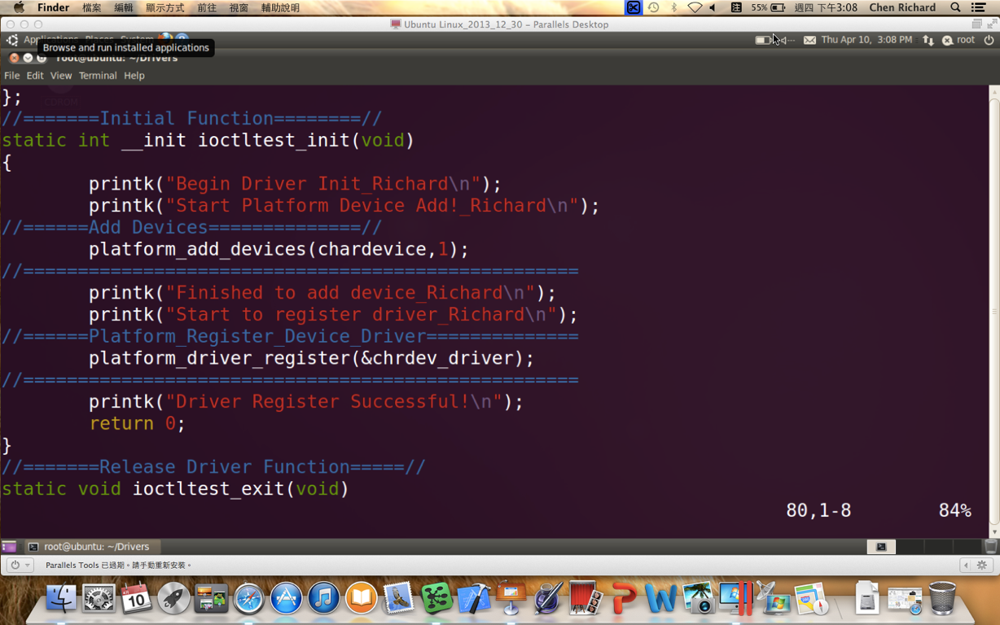 Finder 檔案 編輯 顯示方式 前往 視窗 輔助說明 55% 週四 下午3:08 Chen Richard
Ubuntu Linux_2013_12_30 – Parallels Desktop
Applications Places System Thu Apr 10, 3:08 PM root
Browse and run installed applications
root@ubuntu: ~/Drivers
File Edit View Terminal Help
};
//=======Initial Function========//
static int __init ioctltest_init(void)
{
printk("Begin Driver Init_Richard\n");
printk("Start Platform Device Add!_Richard\n");
//======Add Devices==============//
platform_add_devices(chardevice,1);
//===================================================
printk("Finished to add device_Richard\n");
printk("Start to register driver_Richard\n");
//======Platform_Register_Device_Driver==============
platform_driver_register(&chrdev_driver);
//===================================================
printk("Driver Register Successful!\n");
return 0;
}
//=======Release Driver Function=====//
static void ioctltest_exit(void)
80,1-8 84%
root@ubuntu: ~/Drivers
Parallels Tools 已過期。請手動重新安裝。
10